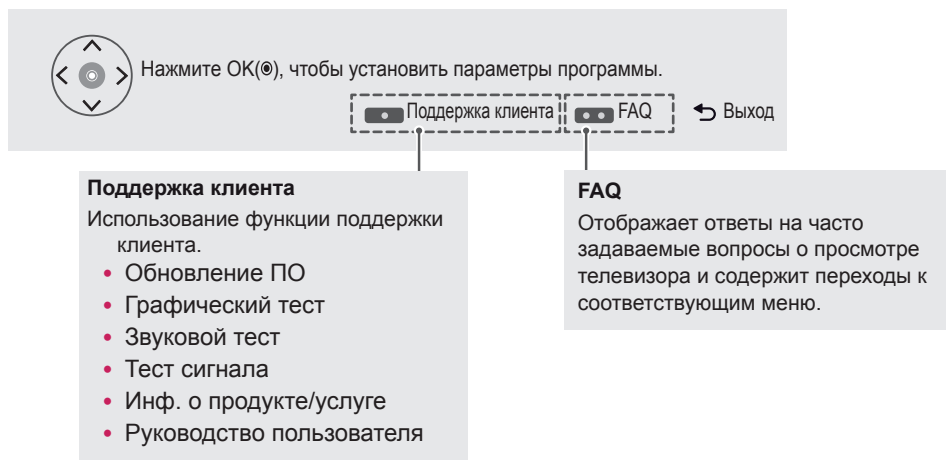 Нажмите OK(◉), чтобы установить параметры программы.
Поддержка клиента FAQ Выход
Поддержка клиента
Использование функции поддержки
клиента.
• Обновление ПО
• Графический тест
• Звуковой тест
• Тест сигнала
• Инф. о продукте/услуге
• Руководство пользователя
FAQ
Отображает ответы на часто
задаваемые вопросы о просмотре
телевизора и содержит переходы к
соответствующим меню.